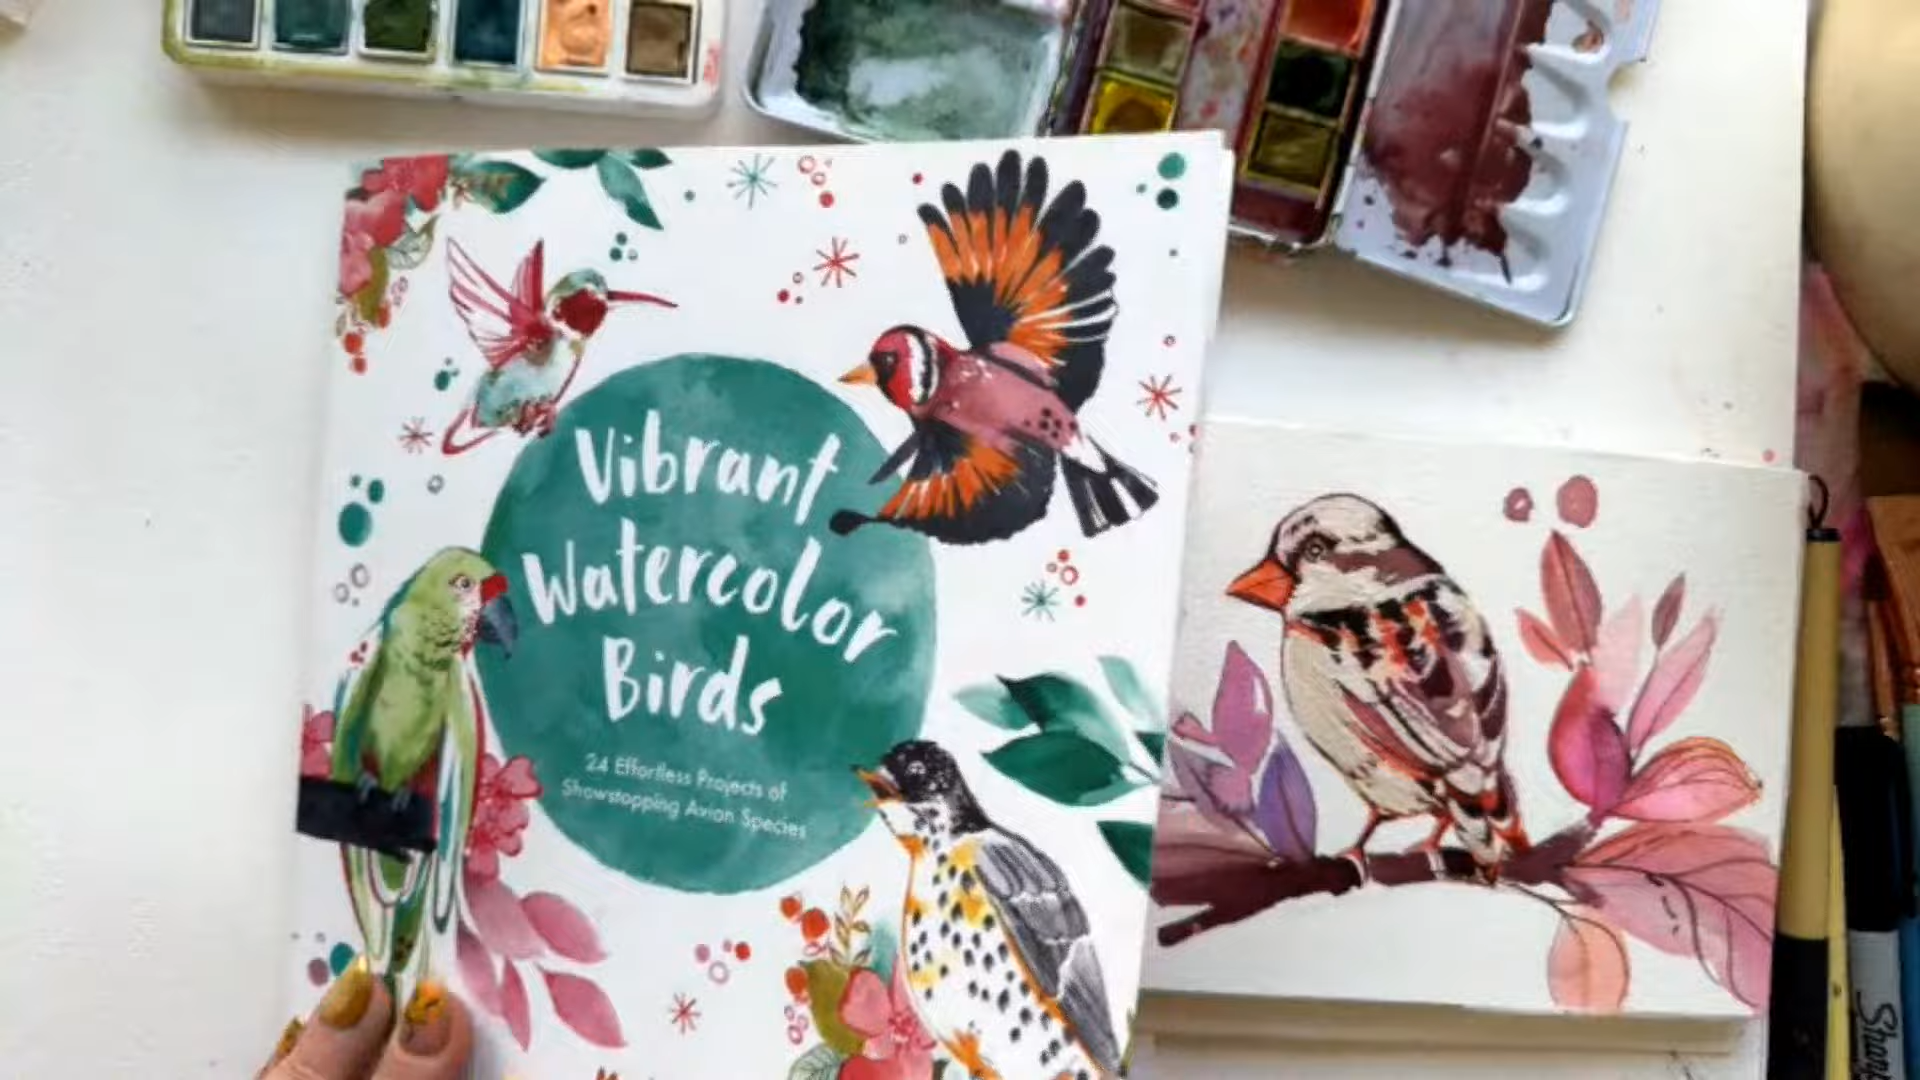 Vibrant
Watercolor
Birds
24 Effortless Projects of
Showstopping Avian Species